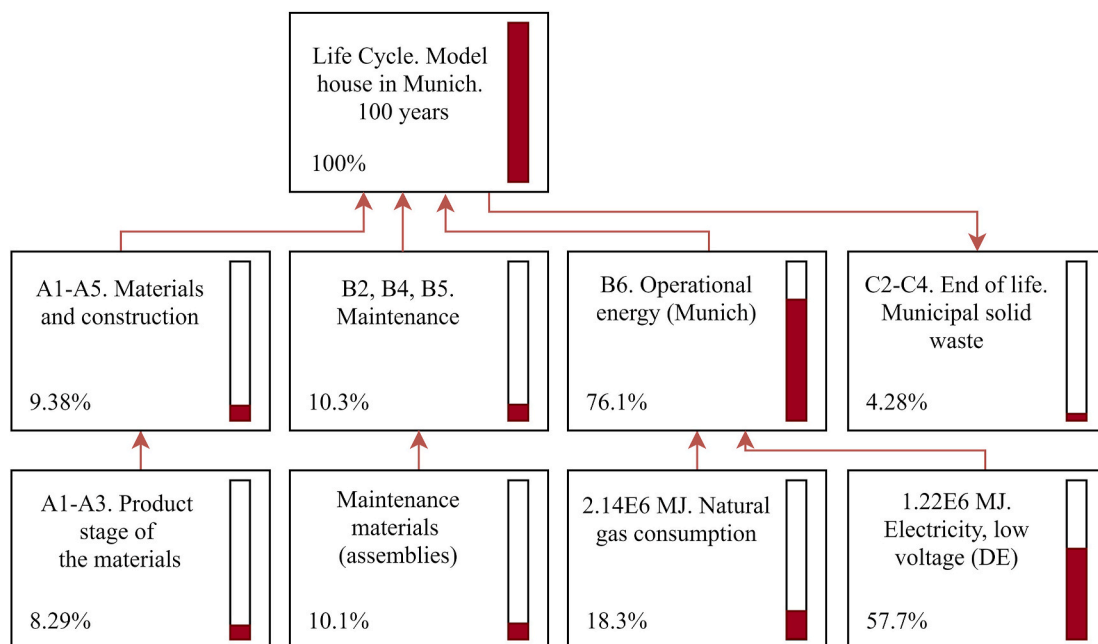 Life Cycle. Model
house in Munich.
100 years
100%
A1-A5. Materials
and construction
9.38%
B2, B4, B5.
Maintenance
10.3%
B6. Operational
energy (Munich)
76.1%
C2-C4. End of life.
Municipal solid
waste
4.28%
A1-A3. Product
stage of
the materials
8.29%
Maintenance
materials
(assemblies)
10.1%
2.14E6 MJ. Natural
gas consumption
18.3%
1.22E6 MJ.
Electricity, low
voltage (DE)
57.7%